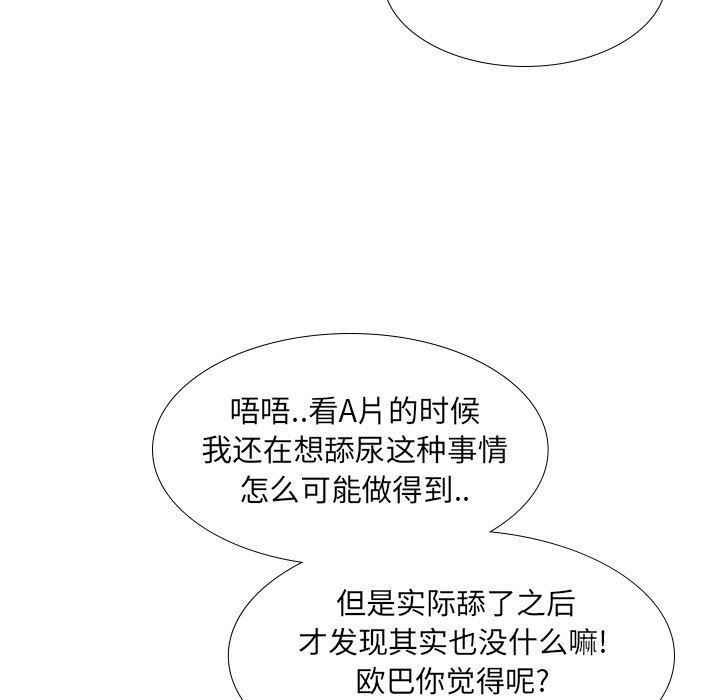 唔唔..看A片的时候
我还在想舔尿这种事情
怎么可能做得到..
但是实际舔了之后
才发现其实也没什么嘛!
欧巴你觉得呢?